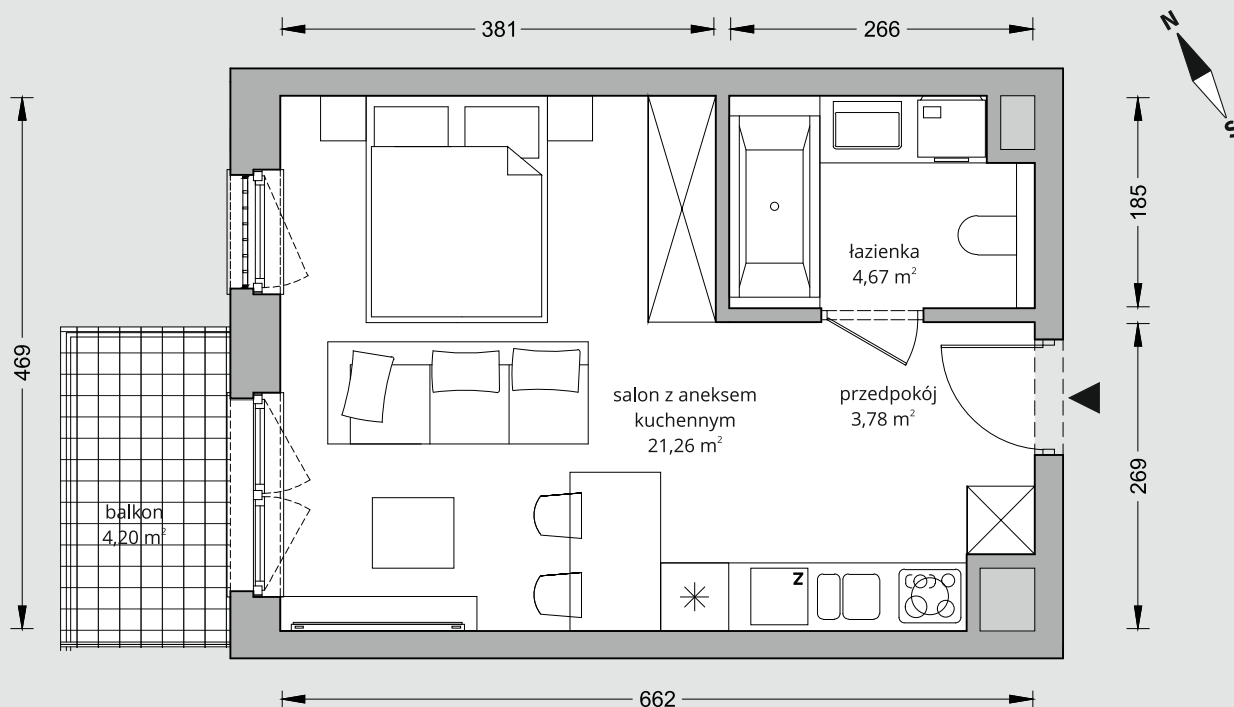 381
266
N
S
469
185
łazienka
4,67 m²
salon z aneksem
kuchennym
21,26 m²
przedpokój
3,78 m²
269
balkon
4,20 m²
Z
662